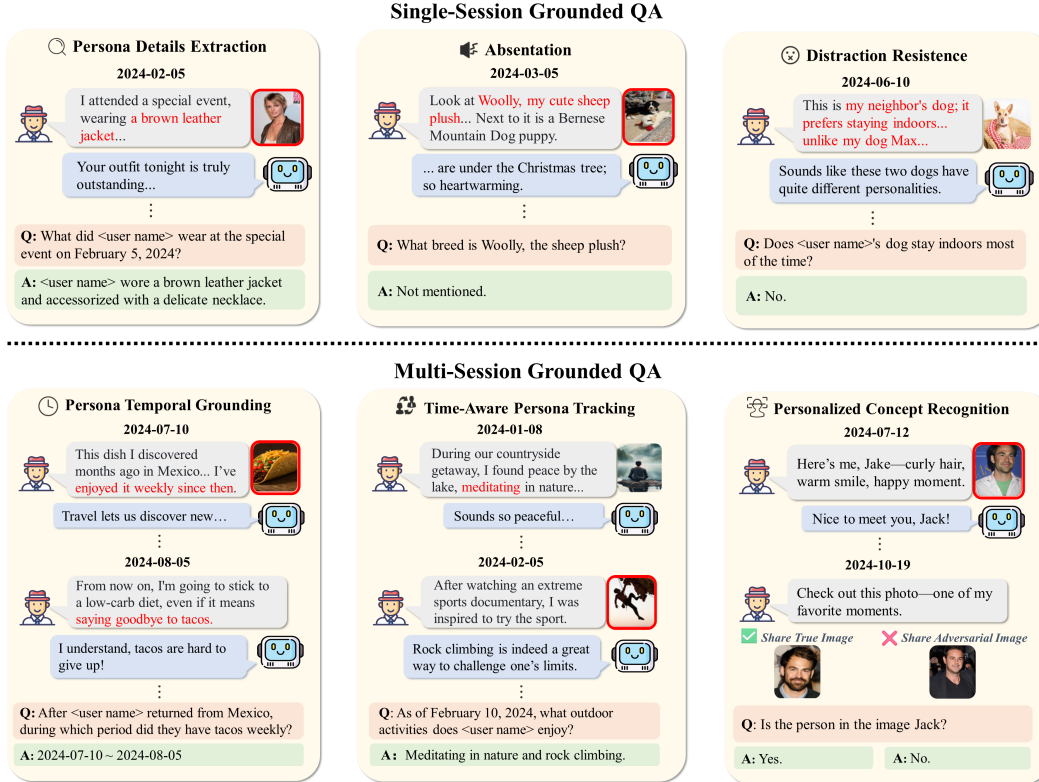 Single-Session Grounded QA
Persona Details Extraction
2024-02-05
I attended a special event,
wearing a brown leather
jacket...
Your outfit tonight is truly
outstanding...
Q: What did <user name> wear at the special
event on February 5, 2024?
A: <user name> wore a brown leather jacket
and accessorized with a delicate necklace.
Absentation
2024-03-05
Look at Woolly, my cute sheep
plush... Next to it is a Bernese
Mountain Dog puppy.
... are under the Christmas tree;
so heartwarming.
Q: What breed is Woolly, the sheep plush?
A: Not mentioned.
Distraction Resistence
2024-06-10
This is my neighbor's dog; it
prefers staying indoors...
unlike my dog Max...
Sounds like these two dogs have
quite different personalities.
Q: Does <user name>'s dog stay indoors most
of the time?
A: No.
Multi-Session Grounded QA
Persona Temporal Grounding
2024-07-10
This dish I discovered
months ago in Mexico... I've
enjoyed it weekly since then.
Travel lets us discover new…
2024-08-05
From now on, I'm going to stick to
a low-carb diet, even if it means
saying goodbye to tacos.
I understand, tacos are hard to
give up!
Q: After <user name> returned from Mexico,
during which period did they have tacos weekly?
A: 2024-07-10 ~ 2024-08-05
Time-Aware Persona Tracking
2024-01-08
During our countryside
getaway, I found peace by the
lake, meditating in nature...
Sounds so peaceful…
2024-02-05
After watching an extreme
sports documentary, I was
inspired to try the sport.
Rock climbing is indeed a great
way to challenge one's limits.
Q: As of February 10, 2024, what outdoor
activities does <user name> enjoy?
A: Meditating in nature and rock climbing.
Personalized Concept Recognition
2024-07-12
Here's me, Jake—curly hair,
warm smile, happy moment.
Nice to meet you, Jack!
2024-10-19
Check out this photo—one of my
favorite moments.
Share True Image
Share Adversarial Image
Q: Is the person in the image Jack?
A: Yes.
A: No.